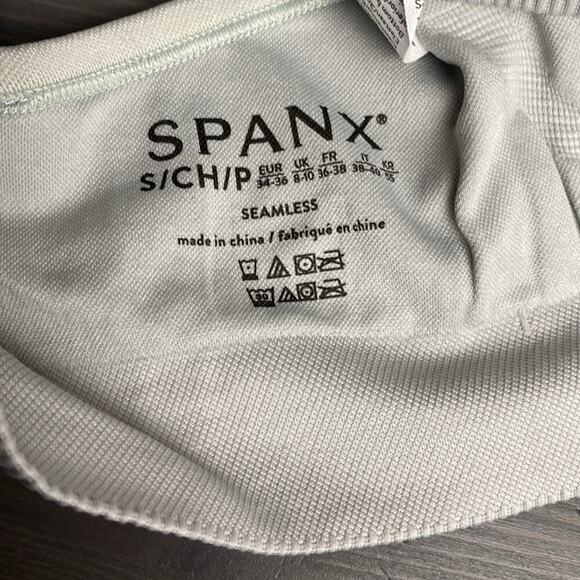 SPANX®
S/CH/P EUR 34-36 UK 8-10 FR 36-38 IT 38-40 KR 55
SEAMLESS
made in china / fabriqué en chine
30